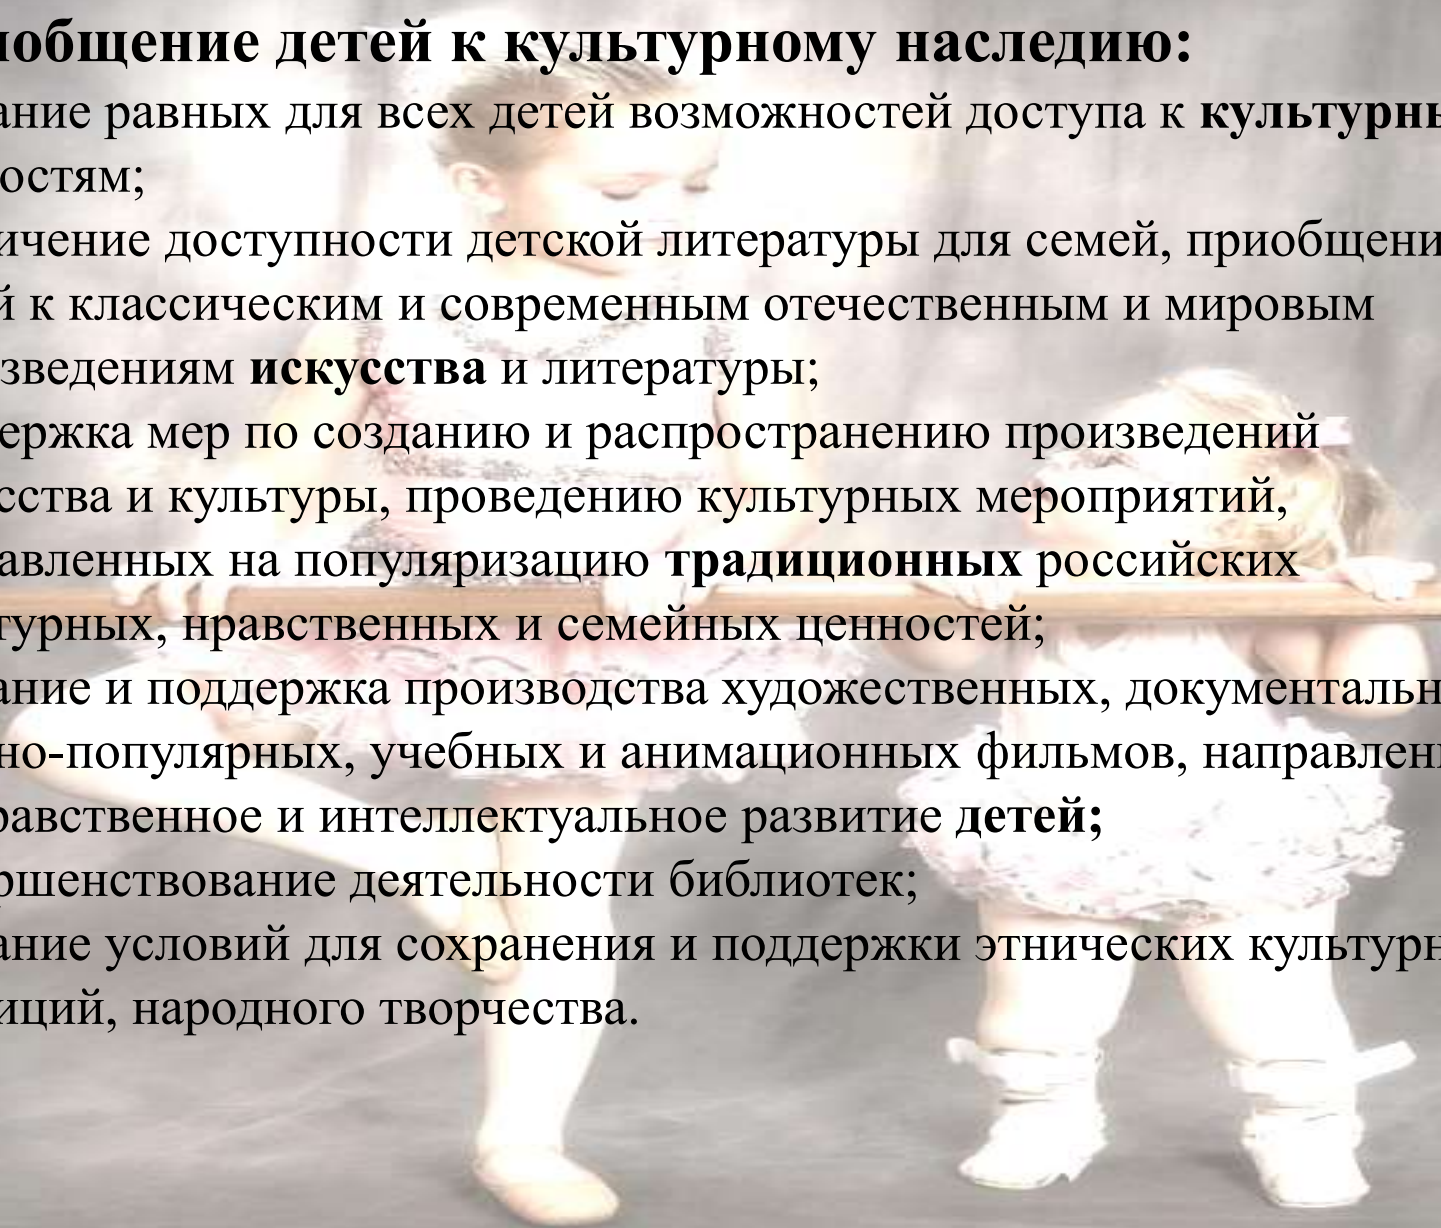 иобщение детей к культурному наследию:
ание равных для всех детей возможностей доступа к культурны
остям;
ичение доступности детской литературы для семей, приобщени
й к классическим и современным отечественным и мировым
зведениям искусства и литературы;
ержка мер по созданию и распространению произведений
сства и культуры, проведению культурных мероприятий,
авленных на популяризацию традиционных российских
турных, нравственных и семейных ценностей;
ание и поддержка производства художественных, документальн
но-популярных, учебных и анимационных фильмов, направлен
равственное и интеллектуальное развитие детей;
ршенствование деятельности библиотек;
ание условий для сохранения и поддержки этнических культурн
иций, народного творчества.